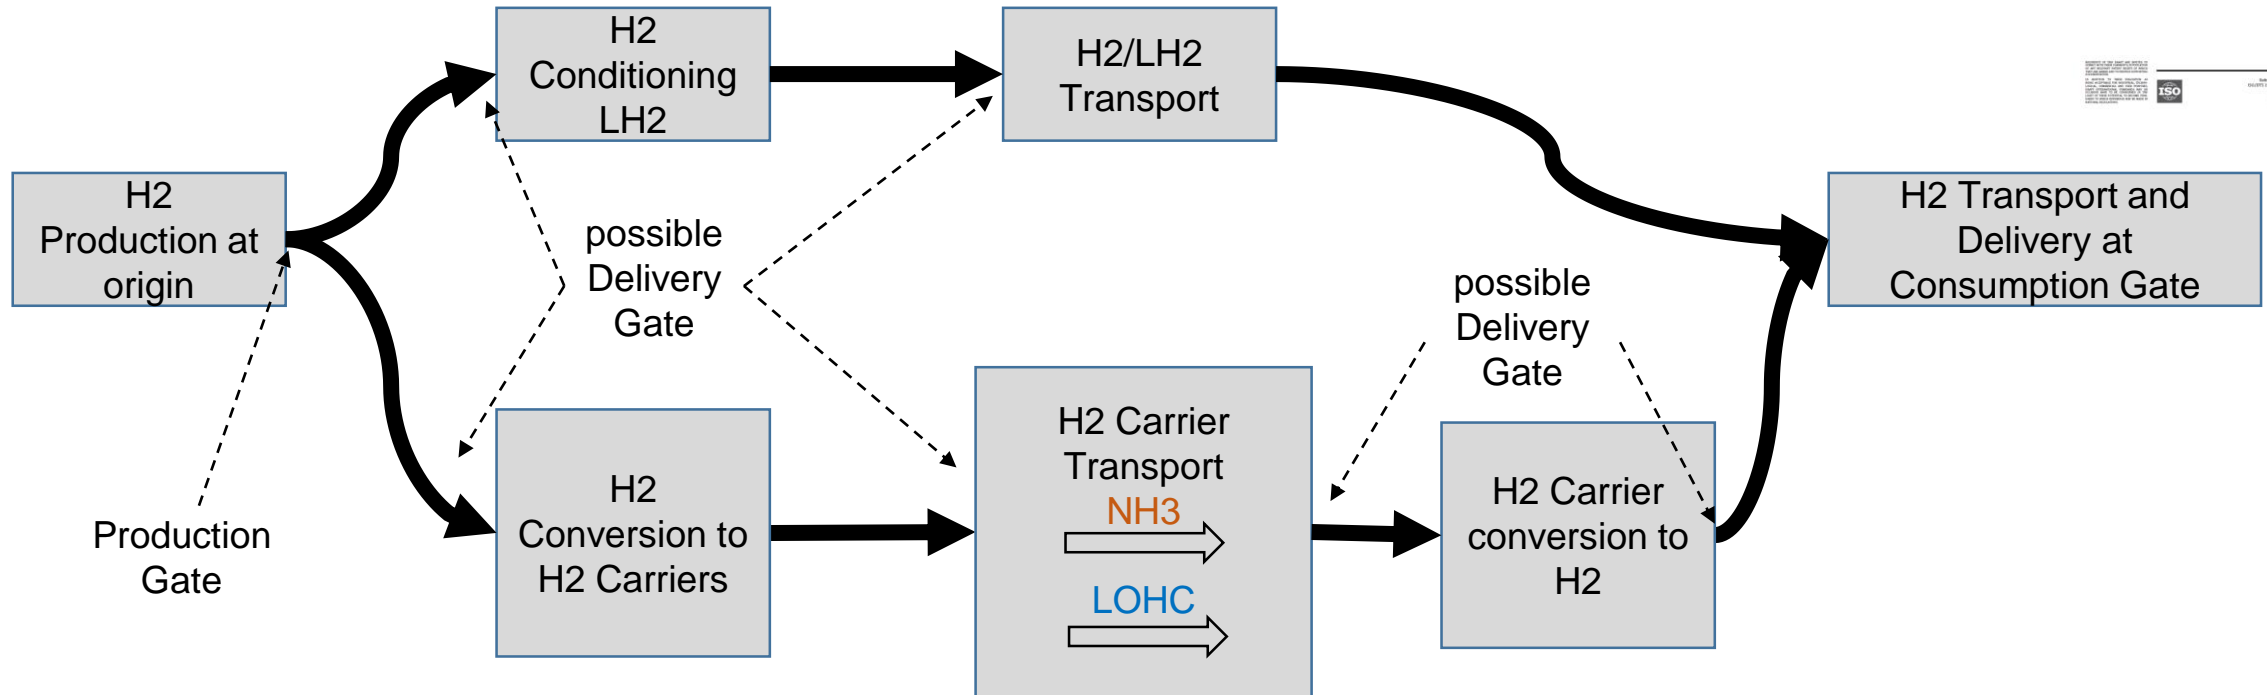 H2
Conditioning
LH2
H2/LH2
Transport
ISO
H2
Production at
origin
possible
Delivery
Gate
H2 Transport and
Delivery at
Consumption Gate
possible
Delivery
Gate
Production
Gate
H2
Conversion to
H2 Carriers
H2 Carrier
Transport
NH3
LOHC
H2 Carrier
conversion to
H2